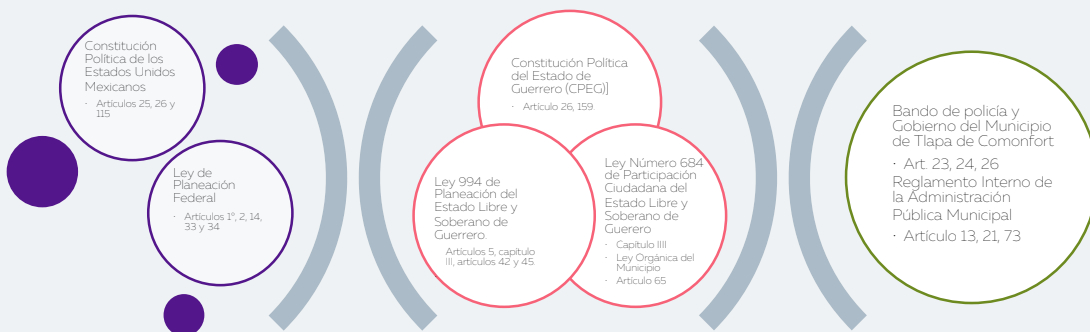 Constitución
Política de los
Estados Unidos
Mexicanos
· Artículos 25, 26 y
115
Ley de
Planeación
Federal
· Artículos 1º, 2, 14,
33 y 34
Constitución Política
del Estado de
Guerrero (CPEG)]
· Artículo 26, 159
Ley 994 de
Planeación del
Estado Libre y
Soberano de
Guerrero.
Artículos 5, capítulo
III, artículos 42 y 45.
Ley Número 684
de Participación
Ciudadana del
Estado Libre y
Soberano de
Guerero
· Capítulo IIII
· Ley Orgánica del
Municipio
· Artículo 65
Bando de policía y
Gobierno del Municipio
de Tlapa de Comonfort
· Art. 23, 24, 26
Reglamento Interno de
la Administración
Pública Municipal
· Artículo 13, 21, 73